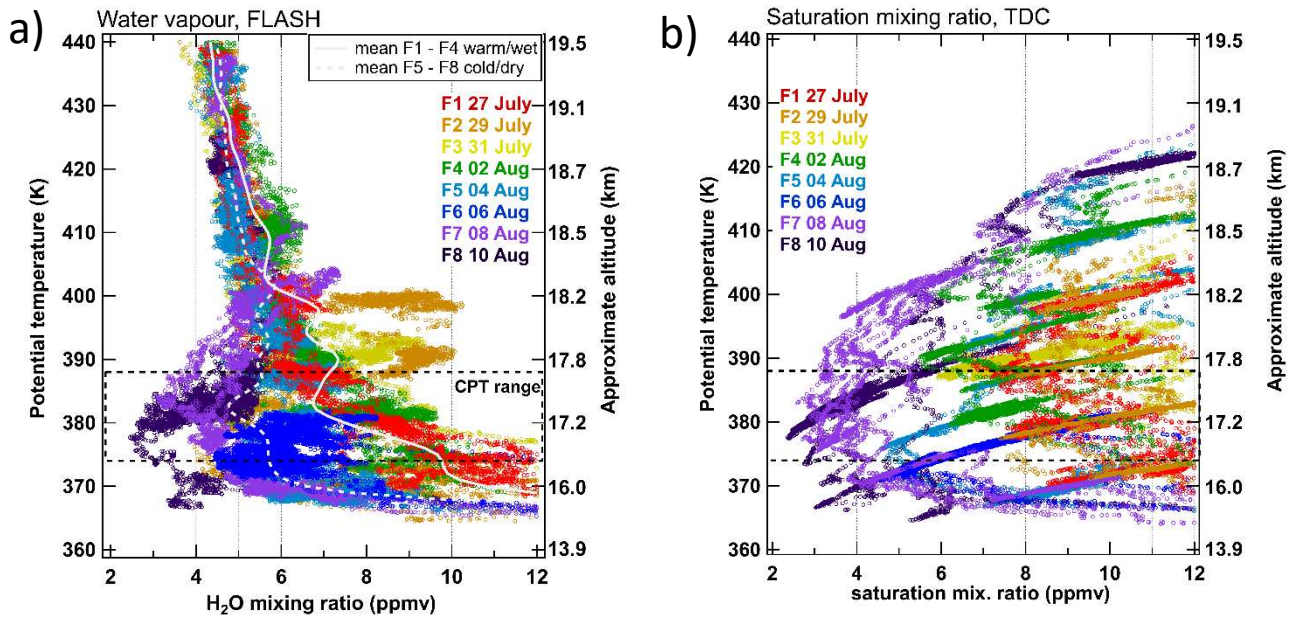 a)
Water vapour, FLASH
mean F1 - F4 warm/wet
mean F5 - F8 cold/dry
F1 27 July
F2 29 July
F3 31 July
F4 02 Aug
F5 04 Aug
F6 06 Aug
F7 08 Aug
F8 10 Aug
CPT range
Potential temperature (K)
440
430
420
410
400
390
380
370
360
Approximate altitude (km)
19.5
19.1
18.7
18.5
18.2
17.8
17.2
16.0
13.9
2 4 6 8 10 12
H2O mixing ratio (ppmv)
b)
Saturation mixing ratio, TDC
F1 27 July
F2 29 July
F3 31 July
F4 02 Aug
F5 04 Aug
F6 06 Aug
F7 08 Aug
F8 10 Aug
Potential temperature (K)
440
430
420
410
400
390
380
370
360
Approximate altitude (km)
19.5
19.1
18.7
18.5
18.2
17.8
17.2
16.0
13.9
2 4 6 8 10 12
saturation mix. ratio (ppmv)